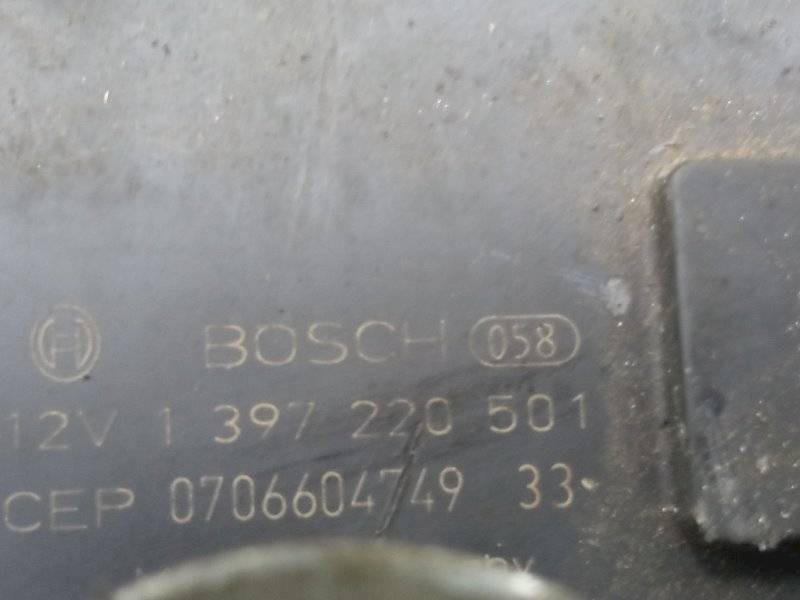 BOSCH 058
12V 1 397 220 501
CEP 0706604749 33